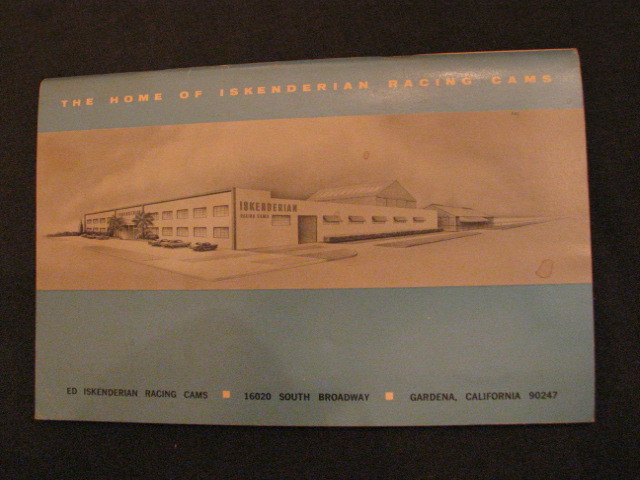 THE HOME OF ISKENDERIAN RACING CAMS
ISKENDERIAN
RACING CAMS
ED ISKENDERIAN RACING CAMS ■ 16020 SOUTH BROADWAY ■ GARDENA, CALIFORNIA 90247